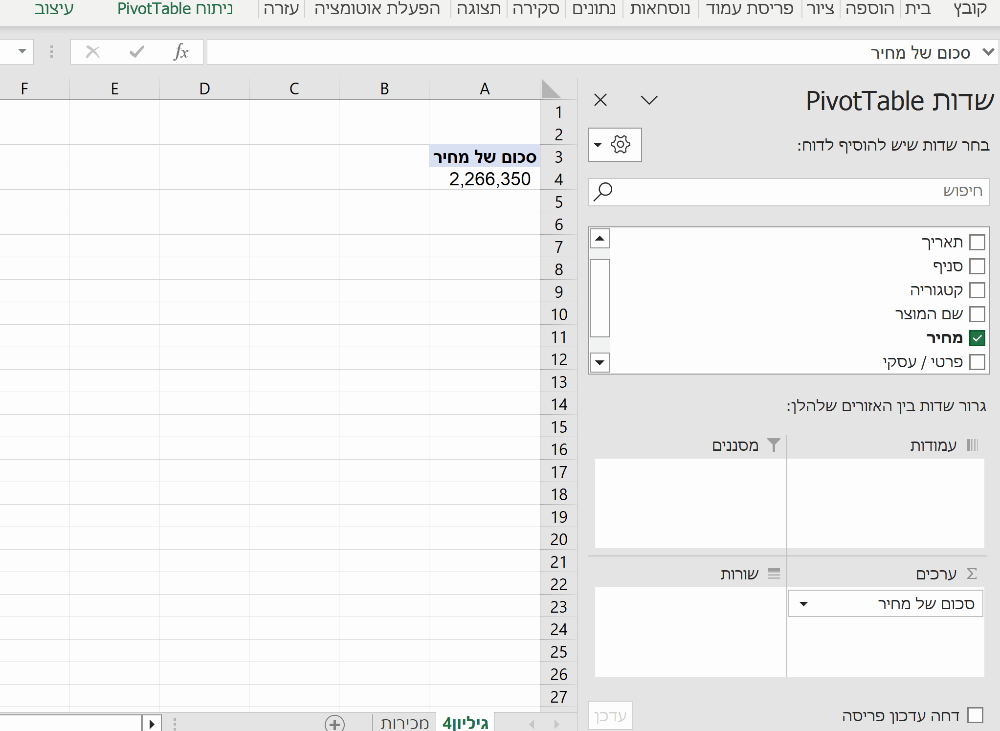 קובץ בית הוספה ציור פריסת עמוד נוסחאות נתונים סקירה תצוגה הפעלת אוטומציה עזרה ניתוח PivotTable עיצוב
סכום של מחיר
fx
שדות PivotTable
בחר שדות שיש להוסיף לדוח:
חיפוש
תאריך
סניף
קטגוריה
שם המוצר
מחיר
פרטי / עסקי
גרור שדות בין האזורים שלהלן:
עמודות
מסננים
ערכים
סכום של מחיר
שורות
דחה עדכון פריסה
עדכן
A B C D E F
1
2
3 סכום של מחיר
4 2,266,350
5
6
7
8
9
10
11
12
13
14
15
16
17
18
19
20
21
22
23
24
25
26
27
גיליון4 מכירות